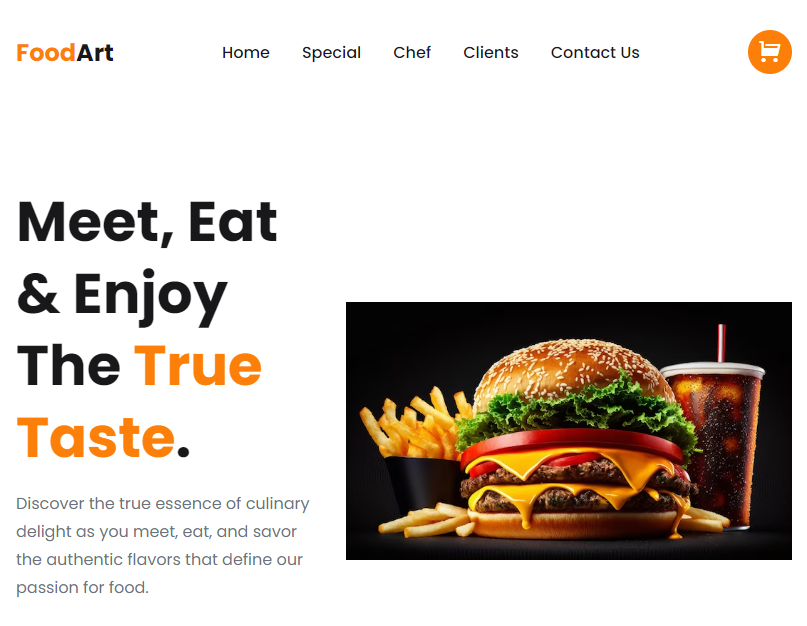 FoodArt Home Special Chef Clients Contact Us
Meet, Eat
& Enjoy
The True
Taste.
Discover the true essence of culinary
delight as you meet, eat, and savor
the authentic flavors that define our
passion for food.